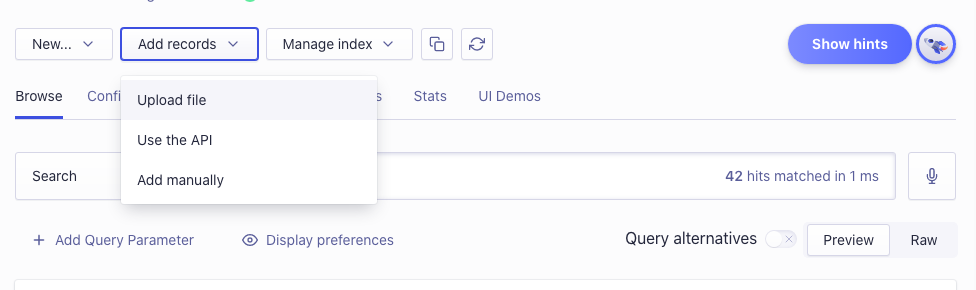 New... Add records Manage index Show hints
Browse Stats UI Demos
Upload file
Use the API
Add manually
Search 42 hits matched in 1 ms
Add Query Parameter Display preferences Query alternatives Preview Raw